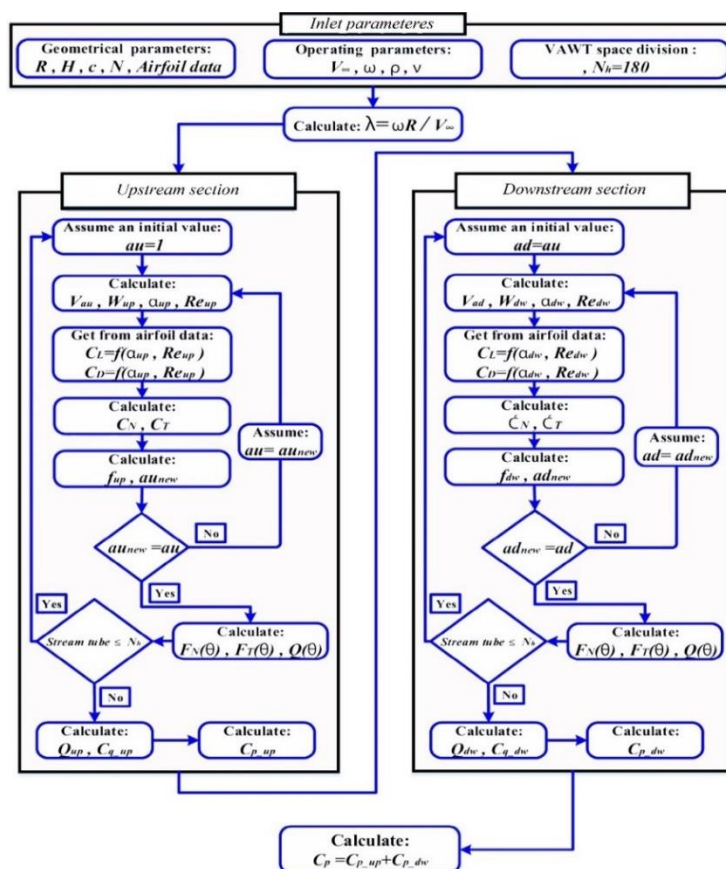 Inlet parameteres
Geometrical parameters:
R , H , c , N , Airfoil data
Operating parameters:
V∞ , ω , ρ , ν
VAWT space division :
, Nh=180
Calculate: λ=ωR / V∞
Upstream section
Assume an initial value:
au=1
Calculate:
Vau , Wup , αup , Reup
Get from airfoil data:
CL=f(αup , Reup )
CD=f(αup , Reup )
Calculate:
CN , CT
Calculate:
fup , aunew
Assume:
au= aunew
aunew =au
No
Yes
Yes
Stream tube ≤ Nh
Calculate:
FN(θ) , FT(θ) , Q(θ)
No
Calculate:
Qup , Cq_up
Calculate:
Cp_up
Downstream section
Assume an initial value:
ad=au
Calculate:
Vad , Wdw , αdw , Redw
Get from airfoil data:
CL=f(αdw , Redw )
CD=f(αdw , Redw )
Calculate:
ČN , ČT
Calculate:
fdw , adnew
Assume:
ad= adnew
adnew =ad
No
Yes
Yes
Stream tube ≤ Nh
Calculate:
FN(θ) , FT(θ) , Q(θ)
No
Calculate:
Qdw , Cq_dw
Calculate:
Cp_dw
Calculate:
Cp =Cp_up+Cp_dw